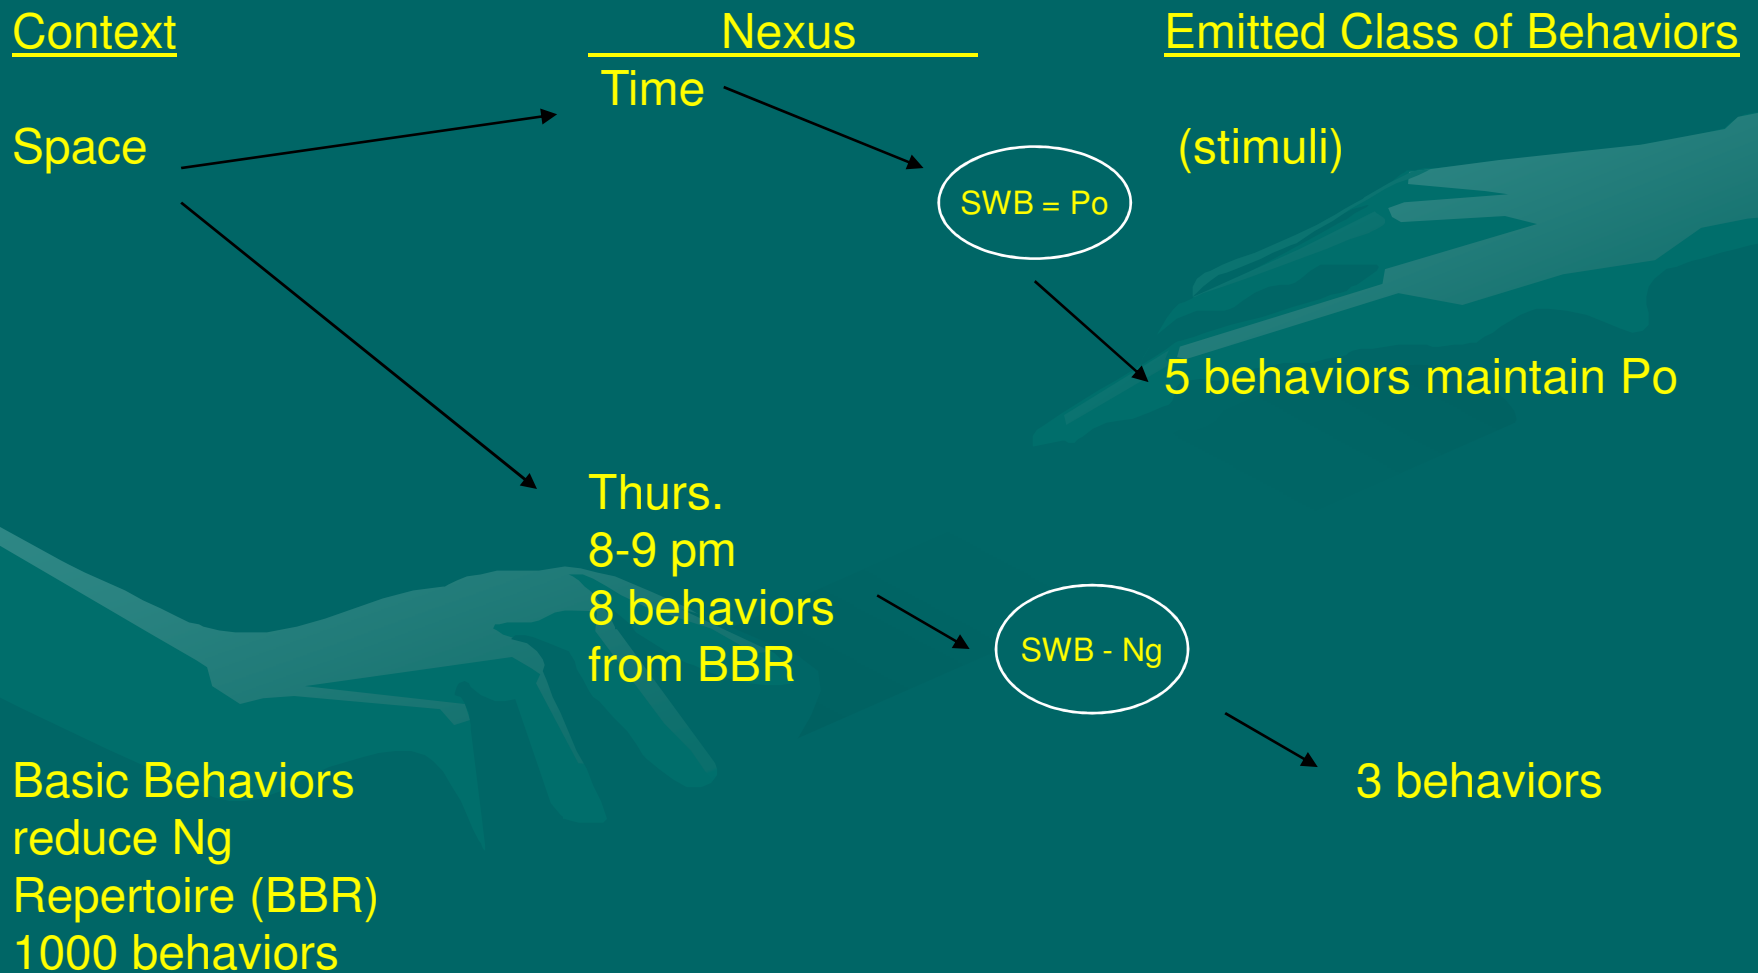 Context
Nexus
Emitted Class of Behaviors
Time
Space
(stimuli)
SWB = Po
5 behaviors maintain Po
Thurs.
8-9 pm
8 behaviors
from BBR
SWB - Ng
Basic Behaviors
reduce Ng
Repertoire (BBR)
1000 behaviors
3 behaviors